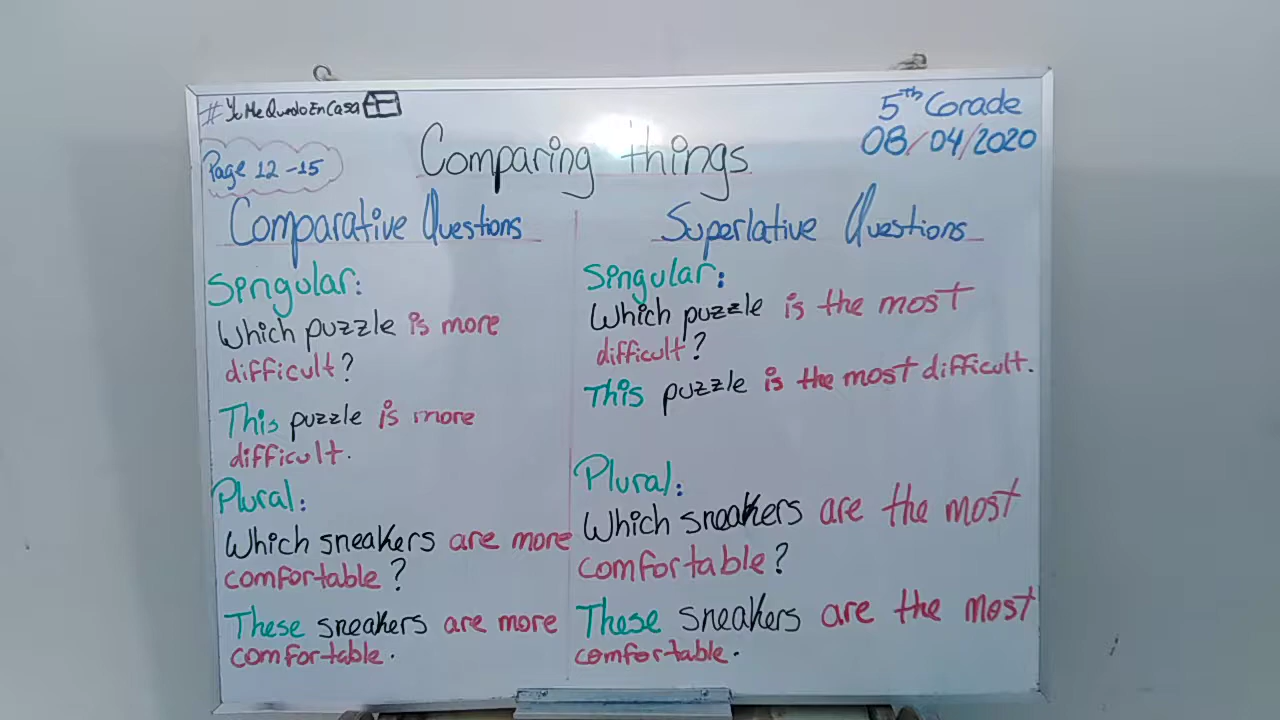 #YoMeQuedoEnCasa
5th Grade
08/04/2020
Page 12-15
Comparing things
Comparative Questions
Singular:
Which puzzle is more
difficult?
This puzzle is more
difficult.
Plural:
Which sneakers are more
comfortable?
These sneakers are more
comfortable.
Superlative Questions
Singular:
Which puzzle is the most
difficult?
This puzzle is the most difficult.
Plural:
Which sneakers are the most
comfortable?
These sneakers are the most
comfortable.